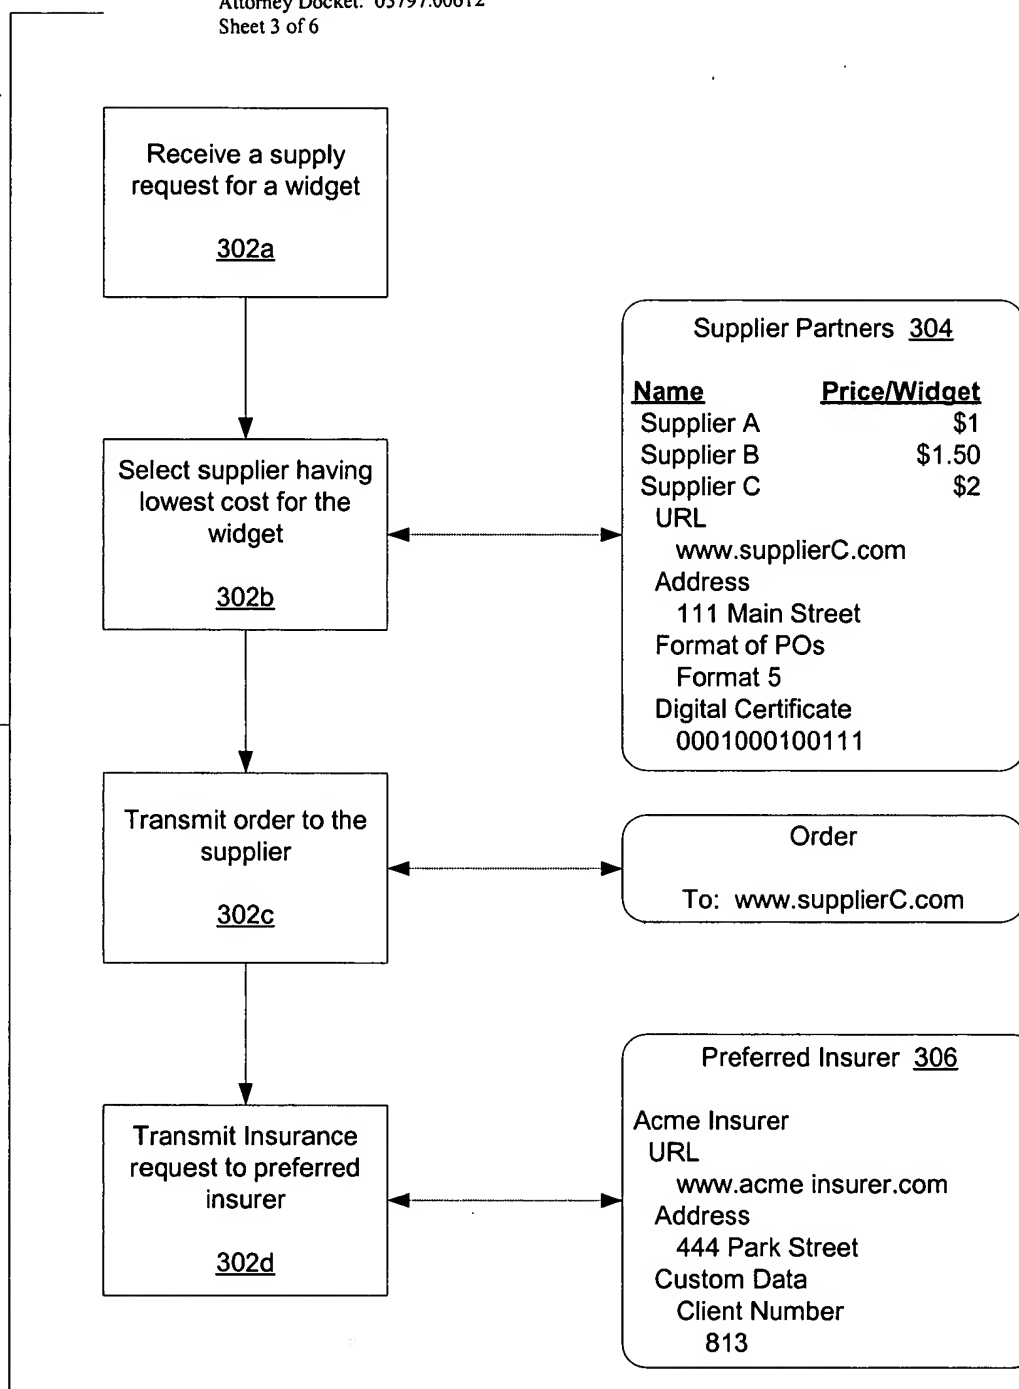 Sheet 3 of 6
Receive a supply
request for a widget
302a
Supplier Partners 304
Name Price/Widget
Supplier A $1
Supplier B $1.50
Supplier C $2
URL
www.supplierC.com
Address
111 Main Street
Format of POs
Format 5
Digital Certificate
0001000100111
Select supplier having
lowest cost for the
widget
302b
Transmit order to the
supplier
302c
Order
To: www.supplierC.com
Transmit Insurance
request to preferred
insurer
302d
Preferred Insurer 306
Acme Insurer
URL
www.acme insurer.com
Address
444 Park Street
Custom Data
Client Number
813